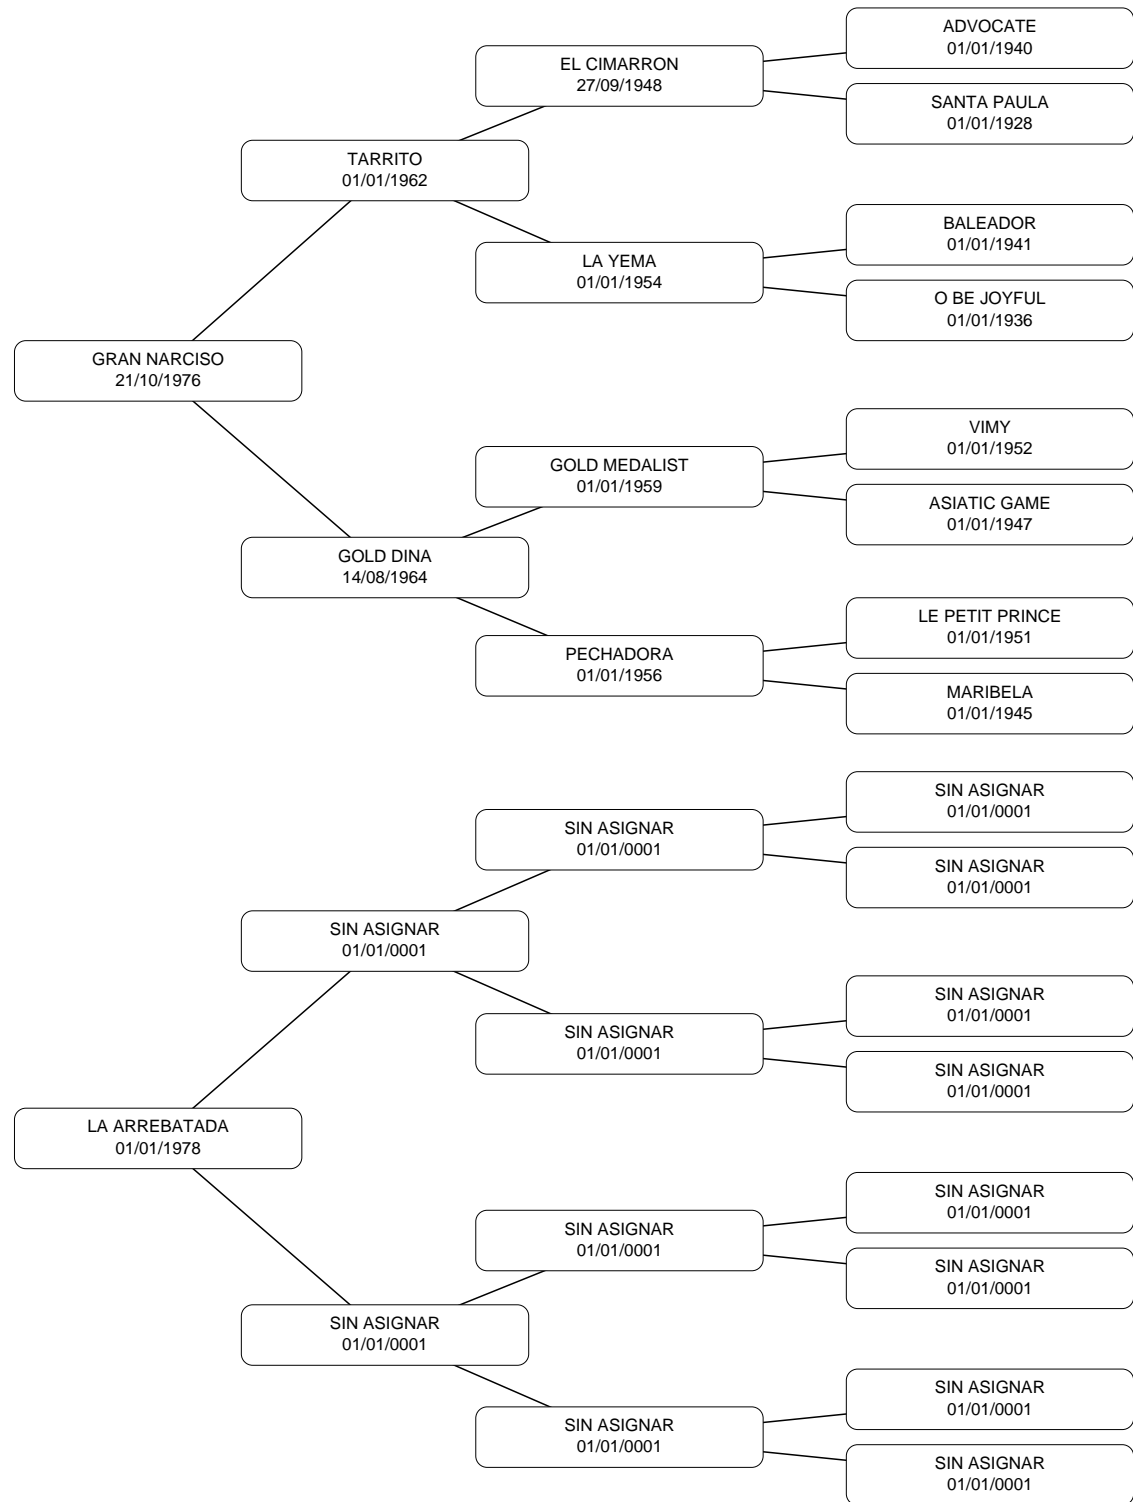 ADVOCATE
01/01/1940
EL CIMARRON
27/09/1948
SANTA PAULA
01/01/1928
TARRITO
01/01/1962
BALEADOR
01/01/1941
LA YEMA
01/01/1954
O BE JOYFUL
01/01/1936
GRAN NARCISO
21/10/1976
VIMY
01/01/1952
GOLD MEDALIST
01/01/1959
ASIATIC GAME
01/01/1947
GOLD DINA
14/08/1964
LE PETIT PRINCE
01/01/1951
PECHADORA
01/01/1956
MARIBELA
01/01/1945
SIN ASIGNAR
01/01/0001
SIN ASIGNAR
01/01/0001
SIN ASIGNAR
01/01/0001
SIN ASIGNAR
01/01/0001
SIN ASIGNAR
01/01/0001
SIN ASIGNAR
01/01/0001
SIN ASIGNAR
01/01/0001
LA ARREBATADA
01/01/1978
SIN ASIGNAR
01/01/0001
SIN ASIGNAR
01/01/0001
SIN ASIGNAR
01/01/0001
SIN ASIGNAR
01/01/0001
SIN ASIGNAR
01/01/0001
SIN ASIGNAR
01/01/0001
SIN ASIGNAR
01/01/0001